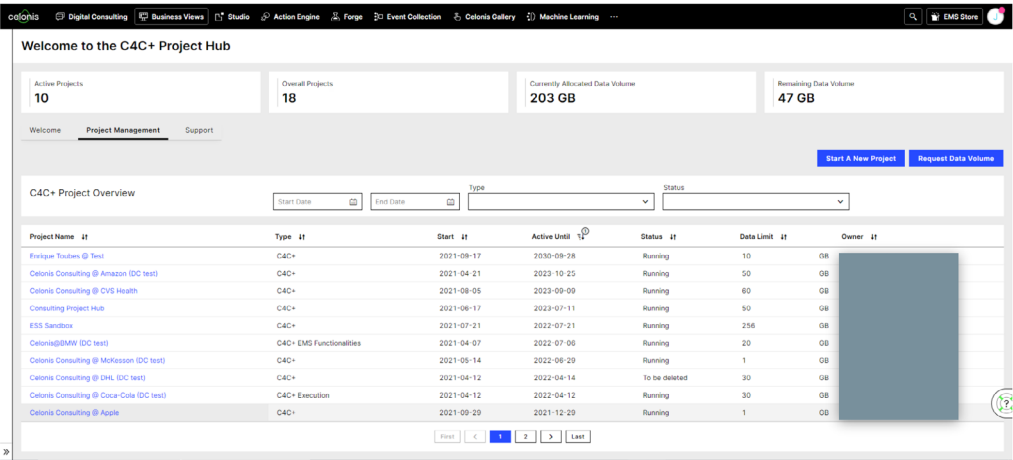 celonis Digital Consulting Business Views Studio Action Engine Forge Event Collection Celonis Gallery Machine Learning ··· EMS Store J
Welcome to the C4C+ Project Hub
Active Projects Overall Projects Currently Allocated Data Volume Remaining Data Volume
10 18 203 GB 47 GB
Welcome Project Management Support
Start A New Project Request Data Volume
C4C+ Project Overview
Type Status
Start Date End Date
Project Name Type Start Active Until 1 Status Data Limit Owner
Enrique Toubes @ Test C4C+ 2021-09-17 2030-09-28 Running 10 GB
Celonis Consulting @ Amazon (DC test) C4C+ 2021-04-21 2023-10-25 Running 50 GB
Celonis Consulting @ CVS Health C4C+ 2021-08-05 2023-09-09 Running 60 GB
Consulting Project Hub C4C+ 2021-06-17 2023-07-11 Running 50 GB
ESS Sandbox C4C+ 2021-07-21 2022-07-21 Running 256 GB
Celonis@BMW (DC test) C4C+ EMS Functionalities 2021-04-07 2022-07-06 Running 20 GB
Celonis Consulting @ McKesson (DC test) C4C+ 2021-05-14 2022-06-29 Running 1 GB
Celonis Consulting @ DHL (DC test) C4C+ 2021-04-12 2022-04-14 To be deleted 30 GB
Celonis Consulting @ Coca-Cola (DC test) C4C+ Execution 2021-04-12 2022-04-12 Running 30 GB
Celonis Consulting @ Apple C4C+ 2021-09-29 2021-12-29 Running 1 GB
First < 1 2 > Last